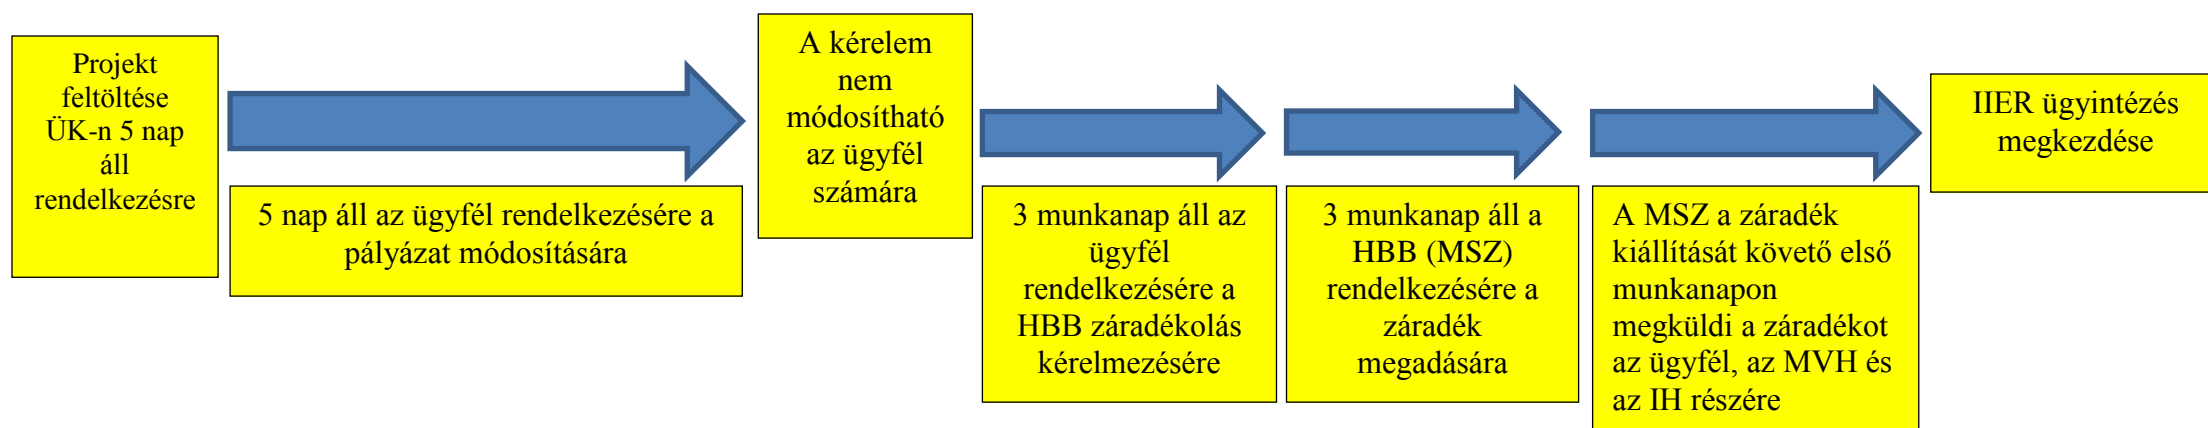 Projekt
feltöltése
ÜK-n 5 nap
áll
rendelkezésre
5 nap áll az ügyfél rendelkezésére a
pályázat módosítására
A kérelem
nem
módosítható
az ügyfél
számára
3 munkanap áll az
ügyfél
rendelkezésére a
HBB záradékolás
kérelmezésére
3 munkanap áll a
HBB (MSZ)
rendelkezésére a
záradék
megadására
A MSZ a záradék
kiállítását követő első
munkanapon
megküldi a záradékot
az ügyfél, az MVH és
az IH részére
IIER ügyintézés
megkezdése